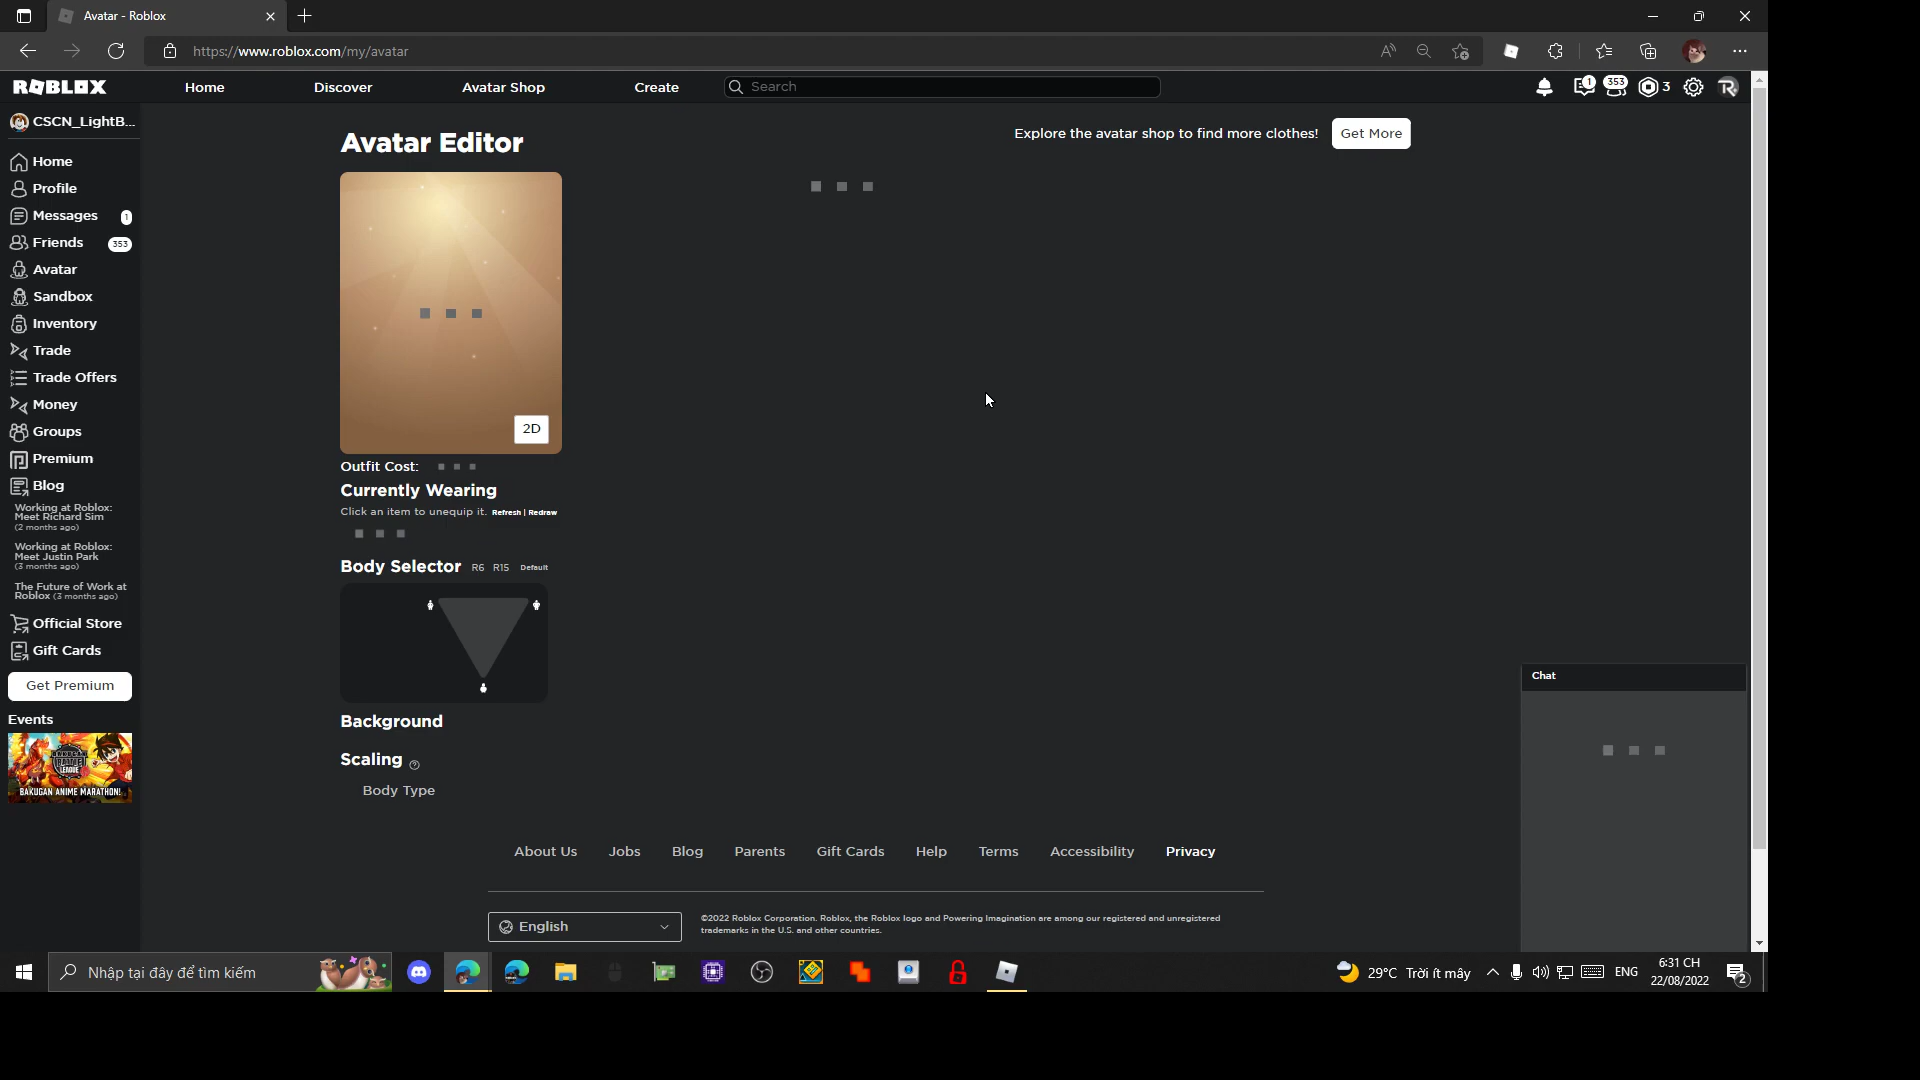 Avatar - Roblox
https://www.roblox.com/my/avatar
ROBLOX
Home
Discover
Avatar Shop
Create
Search
1
353
3
CSCN_LightB...
Home
Profile
Messages 1
Friends 353
Avatar
Sandbox
Inventory
Trade
Trade Offers
Money
Groups
Premium
Blog
Working at Roblox:
Meet Richard Sim
(2 months ago)
Working at Roblox:
Meet Justin Park
(3 months ago)
The Future of Work at
Roblox (3 months ago)
Official Store
Gift Cards
Get Premium
Events
BAKUGAN BATTLE LEAGUE
BAKUGAN ANIME MARATHON!
Avatar Editor
Explore the avatar shop to find more clothes!
Get More
2D
Outfit Cost:
Currently Wearing
Click an item to unequip it. Refresh | Redraw
Body Selector R6 R15 Default
Background
Scaling ?
Body Type
Chat
About Us
Jobs
Blog
Parents
Gift Cards
Help
Terms
Accessibility
Privacy
English
©2022 Roblox Corporation. Roblox, the Roblox logo and Powering Imagination are among our registered and unregistered
trademarks in the U.S. and other countries.
Nhập tại đây để tìm kiếm
29°C Trời ít mây
ENG
6:31 CH
22/08/2022
2